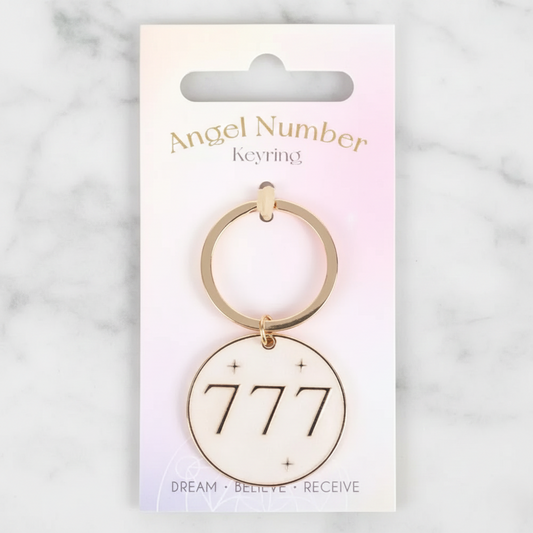 Angel Number
Keyring
777
DREAM • BELIEVE • RECEIVE